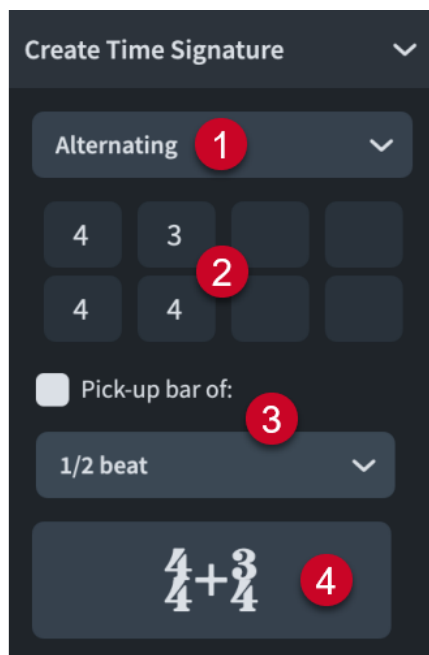 Create Time Signature
Alternating 1
4 3
2
4 4
Pick-up bar of:
3
1/2 beat
4/4+3/4 4